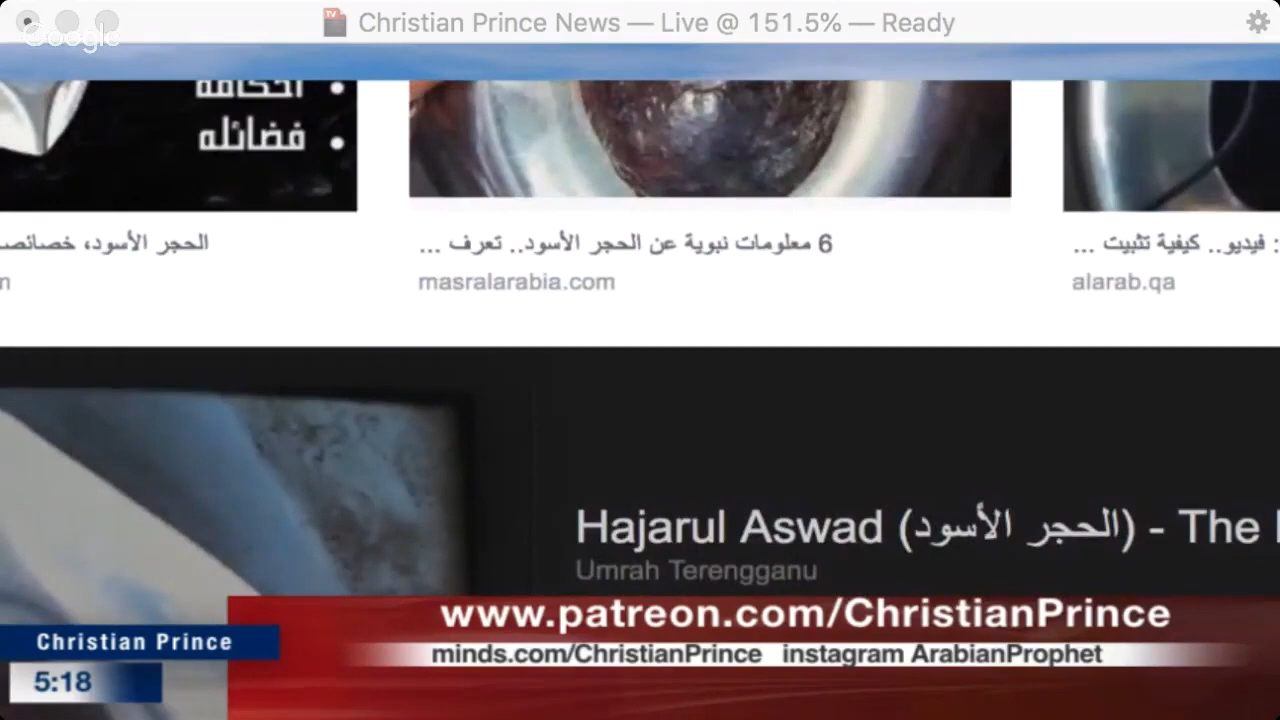 Christian Prince News — Live @ 151.5% — Ready
Google
TV
فضائله
الحجر الأسود،
6 معلومات نبوية عن الحجر الأسود.. تعرف ...
masralarabia.com
: فيديو.. كيفية تثبيت ...
alarab.qa
Hajarul Aswad (الحجر الأسود) - The
Umrah Terengganu
www.patreon.com/ChristianPrince
minds.com/ChristianPrince instagram ArabianProphet
Christian Prince
5:18